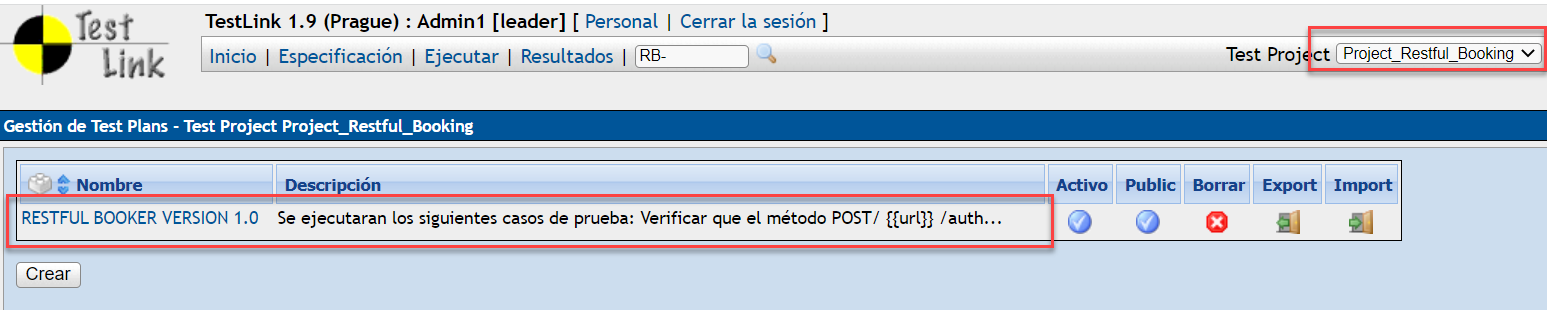 Test Link
TestLink 1.9 (Prague) : Admin1 [leader] [ Personal | Cerrar la sesión ]
Inicio | Especificación | Ejecutar | Resultados | RB-
Test Project Project_Restful_Booking
Gestión de Test Plans - Test Project Project_Restful_Booking
Nombre Descripción Activo Public Borrar Export Import
RESTFUL BOOKER VERSION 1.0 Se ejecutaran los siguientes casos de prueba: Verificar que el método POST/ {{url}} /auth...
Crear